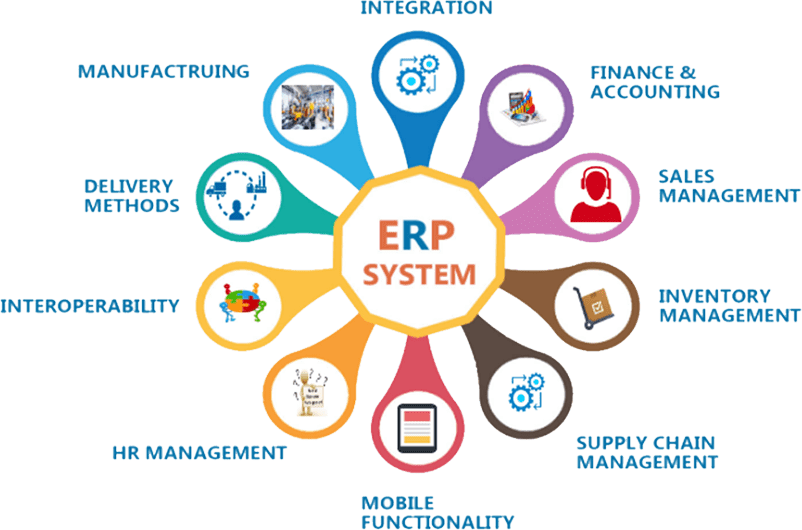 INTEGRATION
MANUFACTRUING
FINANCE &
ACCOUNTING
DELIVERY
METHODS
SALES
MANAGEMENT
ERP
SYSTEM
INTEROPERABILITY
INVENTORY
MANAGEMENT
HR MANAGEMENT
SUPPLY CHAIN
MANAGEMENT
MOBILE
FUNCTIONALITY